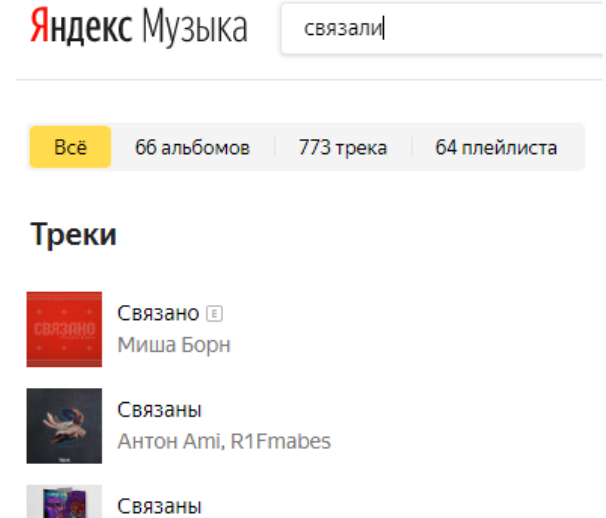 Яндекс Музыка
связали
Всё
66 альбомов
773 трека
64 плейлиста
Треки
СВЯЗАНО
Связано E
Миша Борн
Связаны
Антон Ami, R1Fmabes
Связаны